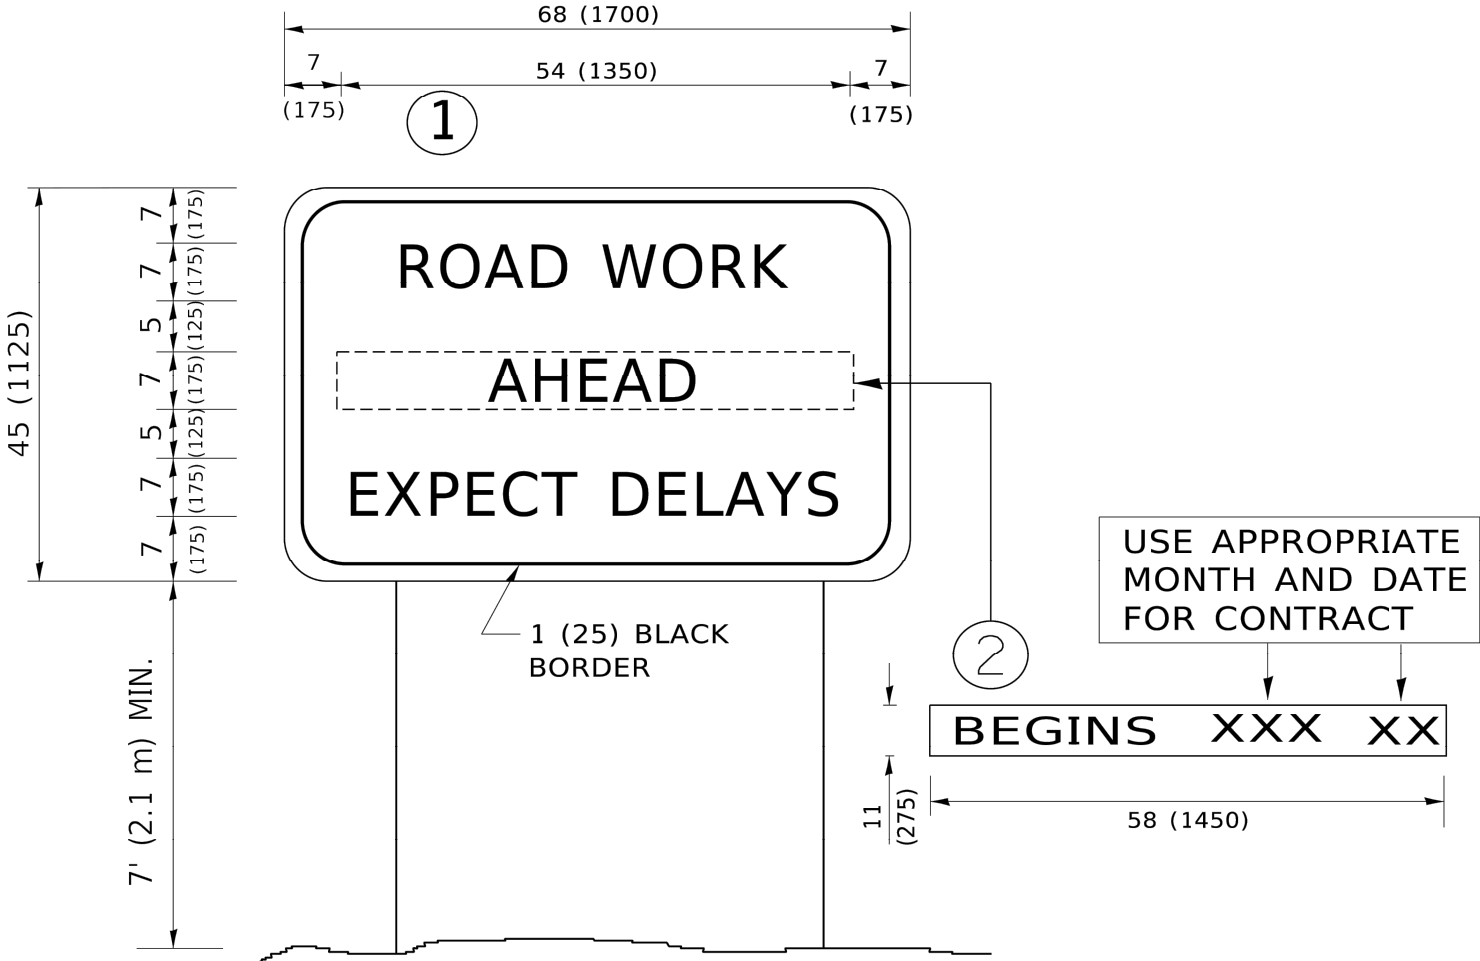 68 (1700)
7
54 (1350)
7
(175)
(175)
1
7
(175)
7
(175)
5
(125)
7
(175)
5
(125)
7
(175)
7
(175)
45 (1125)
ROAD WORK
AHEAD
EXPECT DELAYS
1 (25) BLACK
BORDER
7' (2.1 m) MIN.
2
USE APPROPRIATE
MONTH AND DATE
FOR CONTRACT
BEGINS XXX XX
11
(275)
58 (1450)